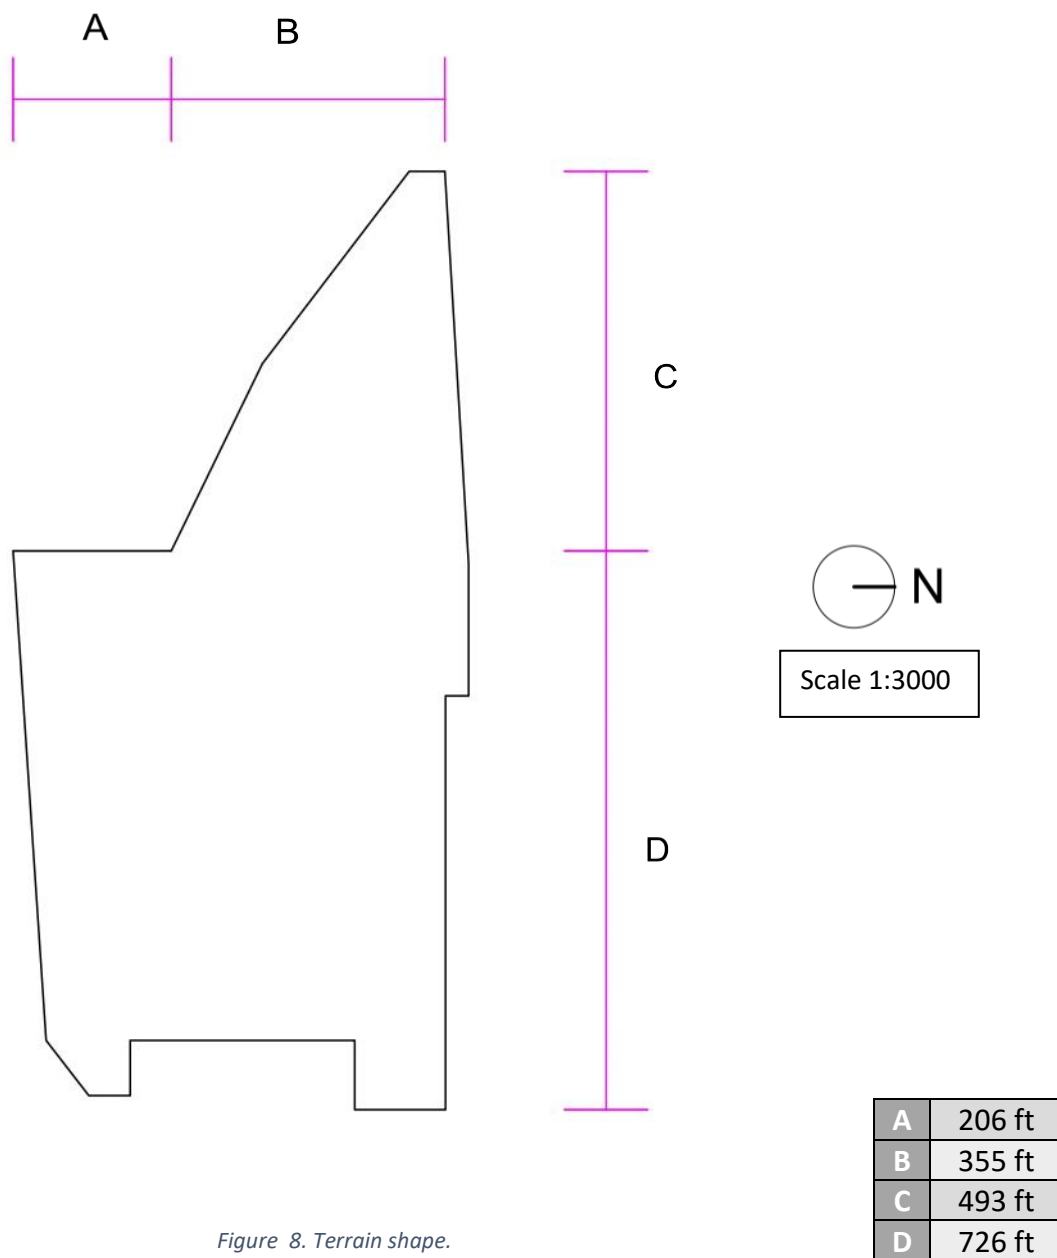 A
B
C
N
Scale 1:3000
D
A 206 ft
B 355 ft
C 493 ft
D 726 ft
Figure 8. Terrain shape.